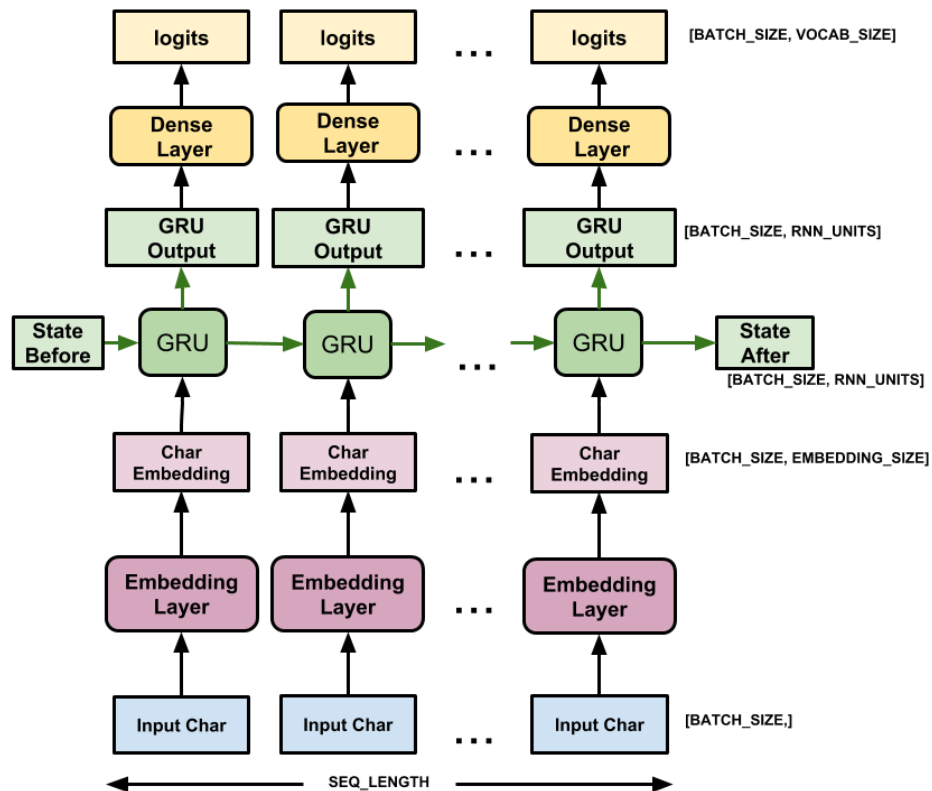 logits
logits
...
logits
[BATCH_SIZE, VOCAB_SIZE]
Dense
Layer
Dense
Layer
...
Dense
Layer
GRU
Output
GRU
Output
...
GRU
Output
[BATCH_SIZE, RNN_UNITS]
State
Before
GRU
GRU
...
GRU
State
After
[BATCH_SIZE, RNN_UNITS]
Char
Embedding
Char
Embedding
...
Char
Embedding
[BATCH_SIZE, EMBEDDING_SIZE]
Embedding
Layer
Embedding
Layer
...
Embedding
Layer
Input Char
Input Char
...
Input Char
[BATCH_SIZE,]
SEQ_LENGTH